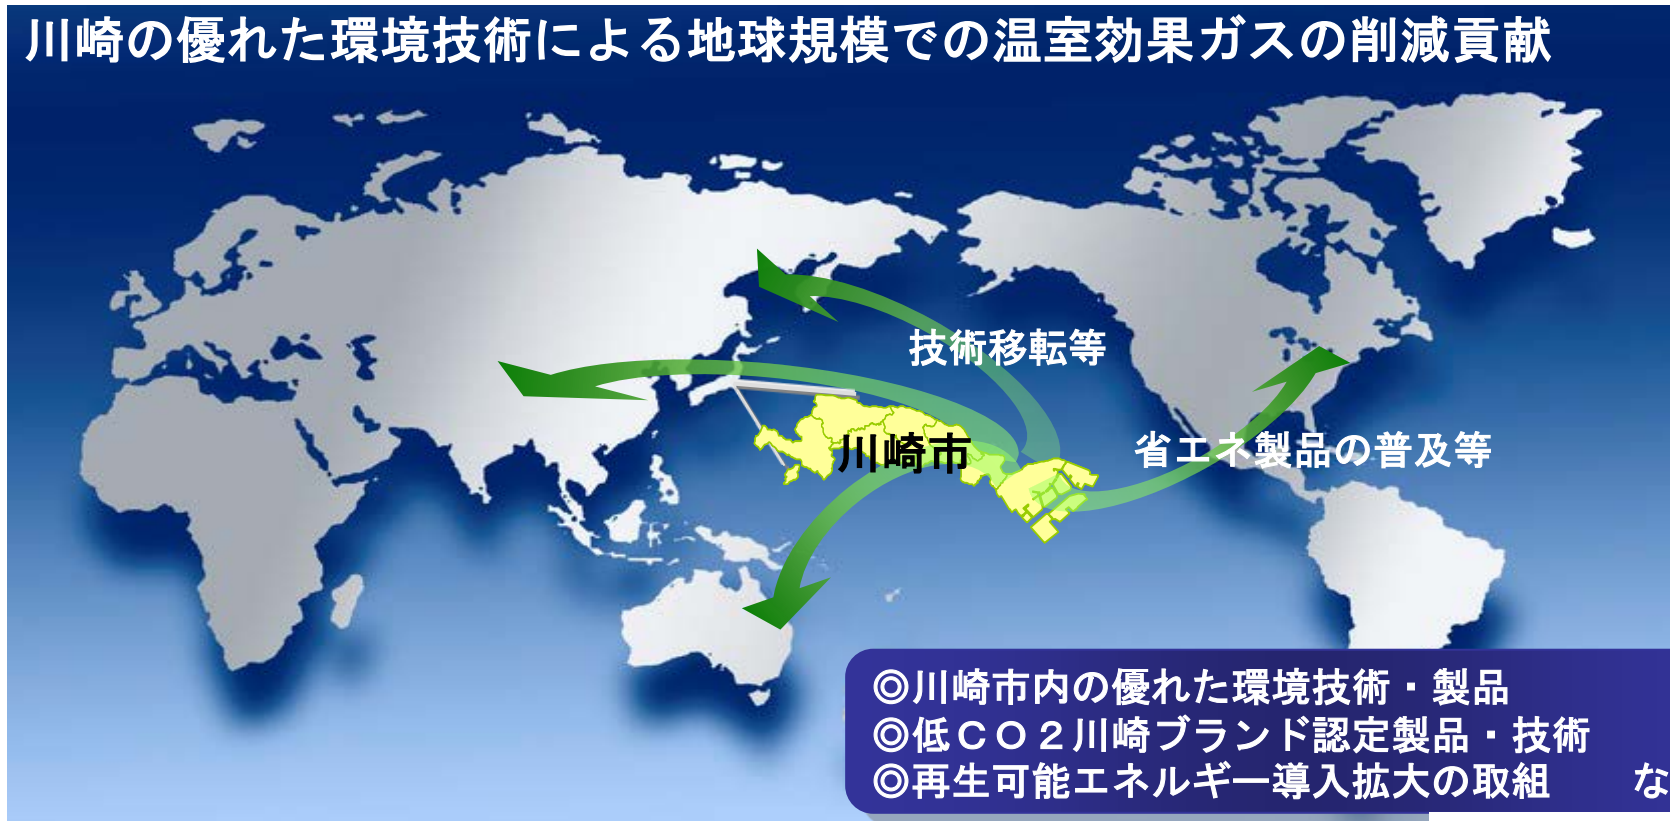 川崎の優れた環境技術による地球規模での温室効果ガスの削減貢献
技術移転等
川崎市
省エネ製品の普及等
◎川崎市内の優れた環境技術・製品
◎低ＣＯ２川崎ブランド認定製品・技術
◎再生可能エネルギー導入拡大の取組　　な